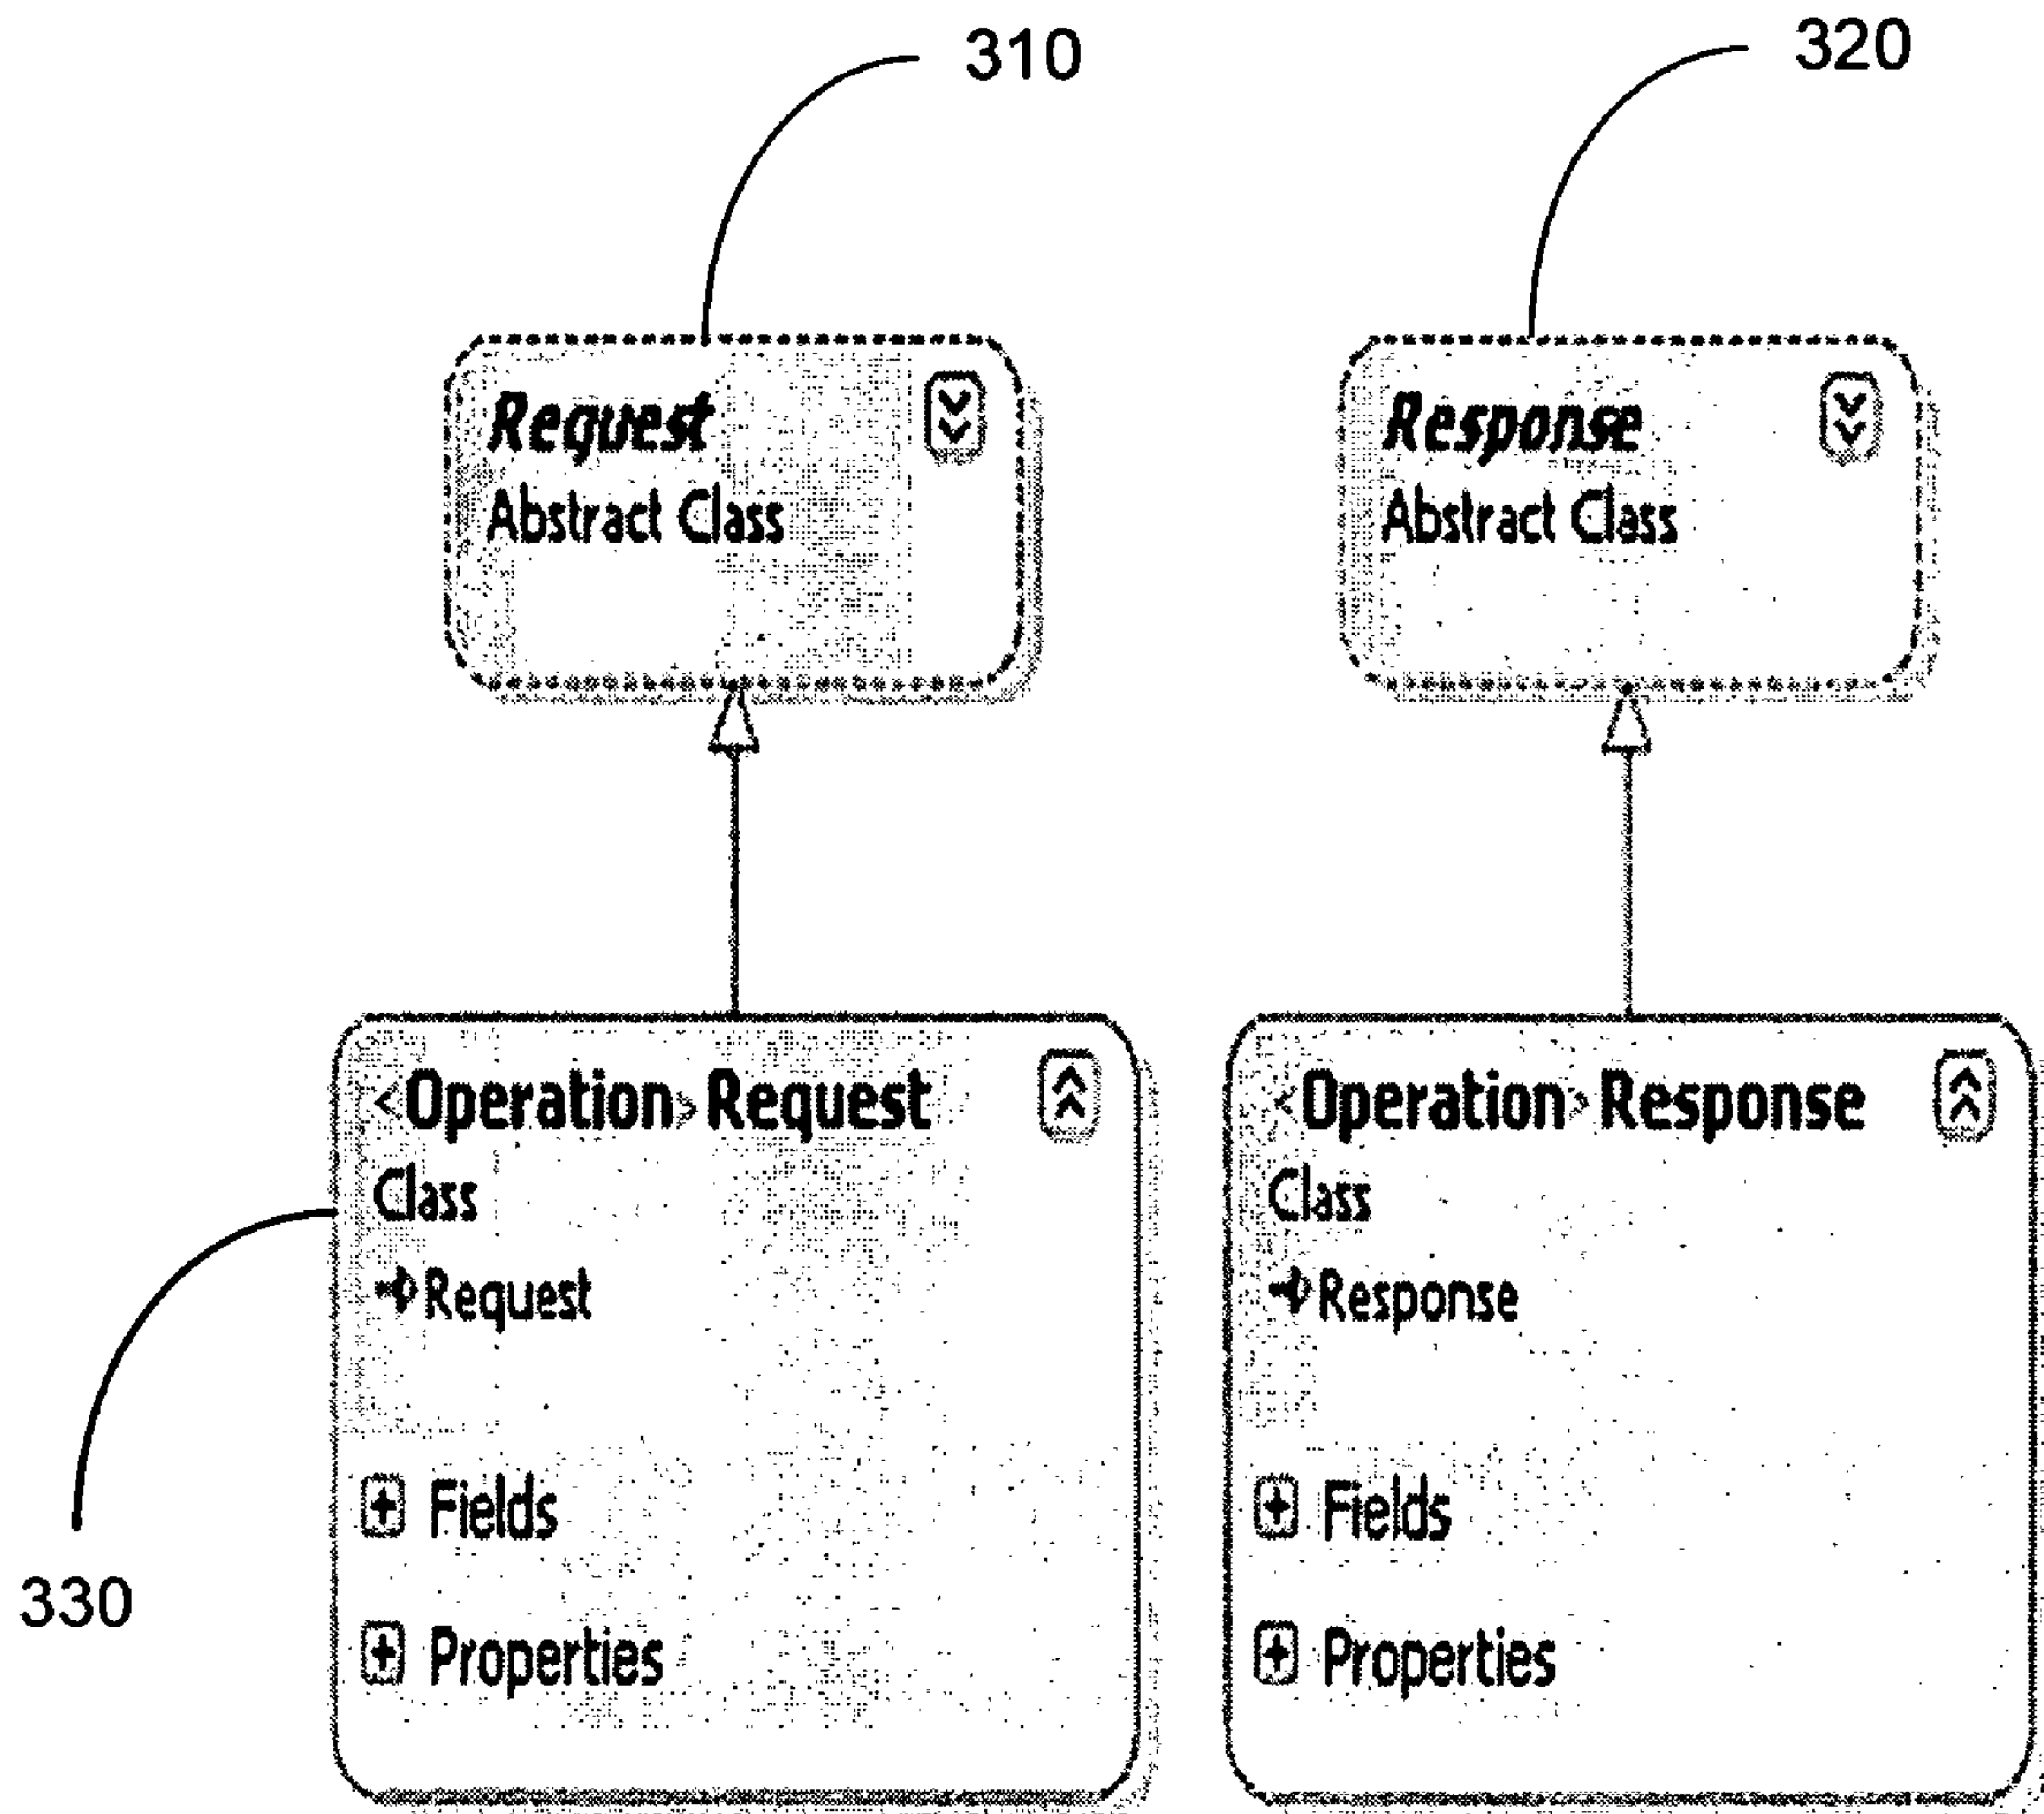 310
320
Request
Abstract Class
Response
Abstract Class
<Operation>Request
Class
Request
Fields
Properties
<Operation>Response
Class
Response
Fields
Properties
330